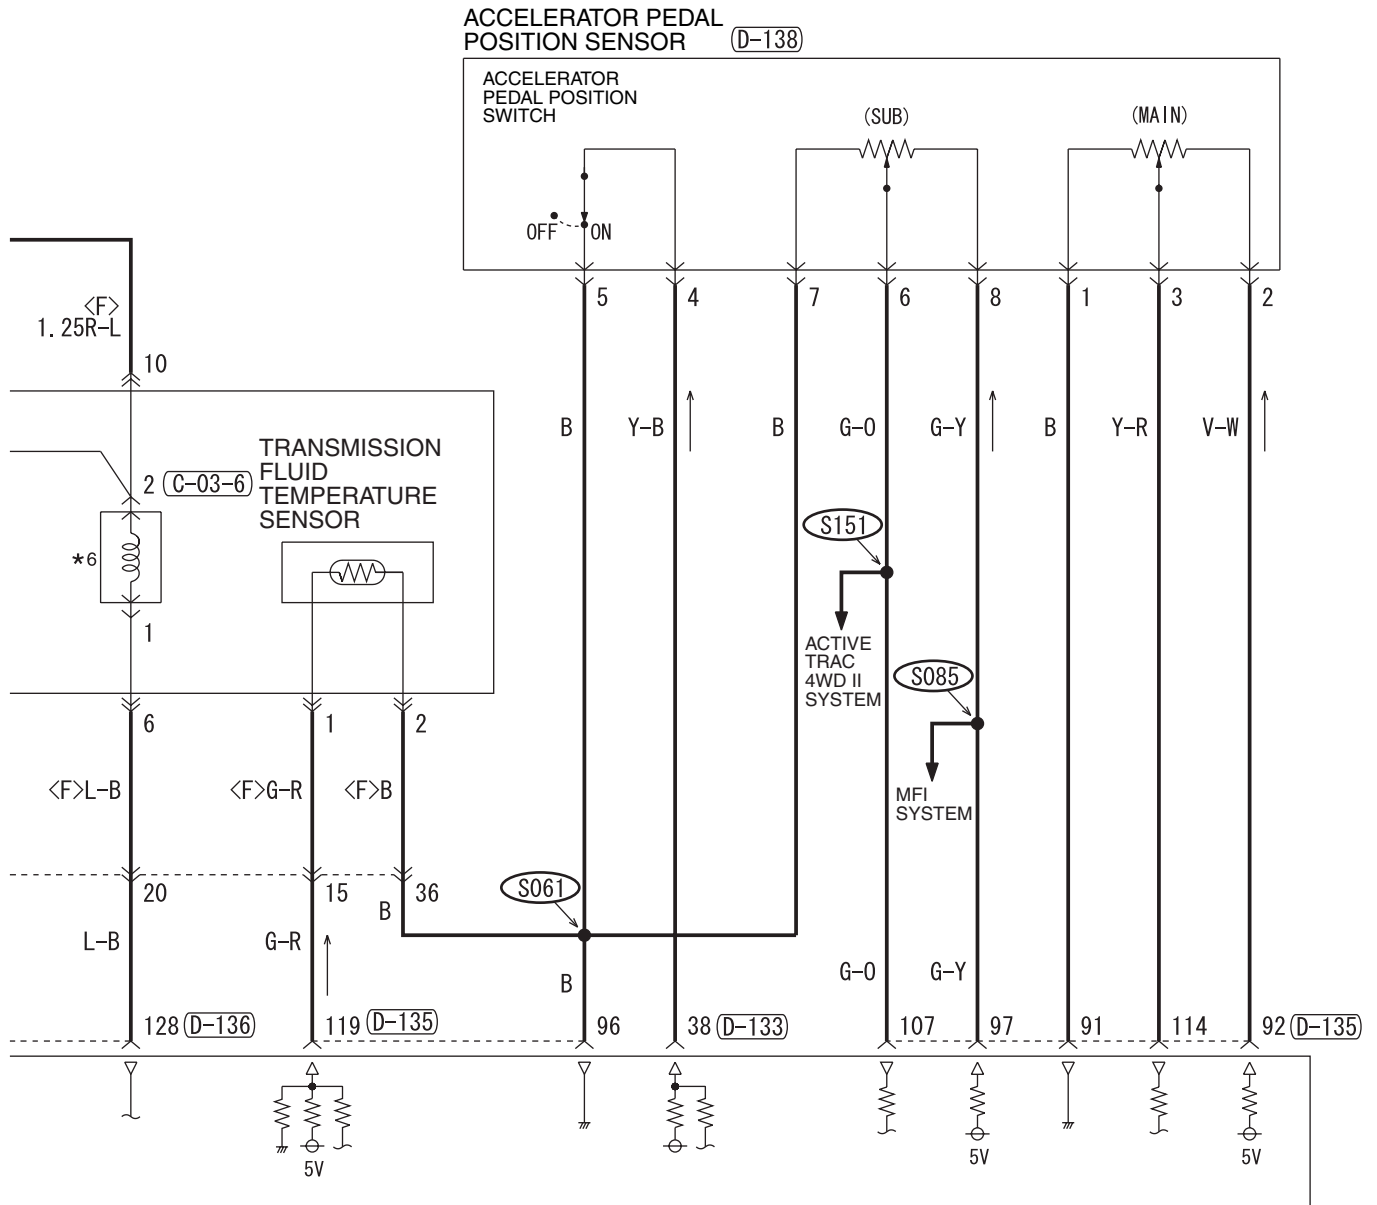 ACCELERATOR PEDAL
POSITION SENSOR (D-138)
ACCELERATOR
PEDAL POSITION
SWITCH
(SUB)
(MAIN)
OFF ON
5 4 7 6 8 1 3 2
<F>
1.25R-L
10
B Y-B B G-O G-Y B Y-R V-W
TRANSMISSION
FLUID
TEMPERATURE
SENSOR
2 C-03-6
*6
1
S151
ACTIVE
TRAC
4WD II
SYSTEM
S085
MFI
SYSTEM
6 1 2
<F>L-B <F>G-R <F>B
20 15 36
S061
B
L-B G-R B G-O G-Y
128 D-136 119 D-135 96 38 D-133 107 97 91 114 92 D-135
5V 5V 5V